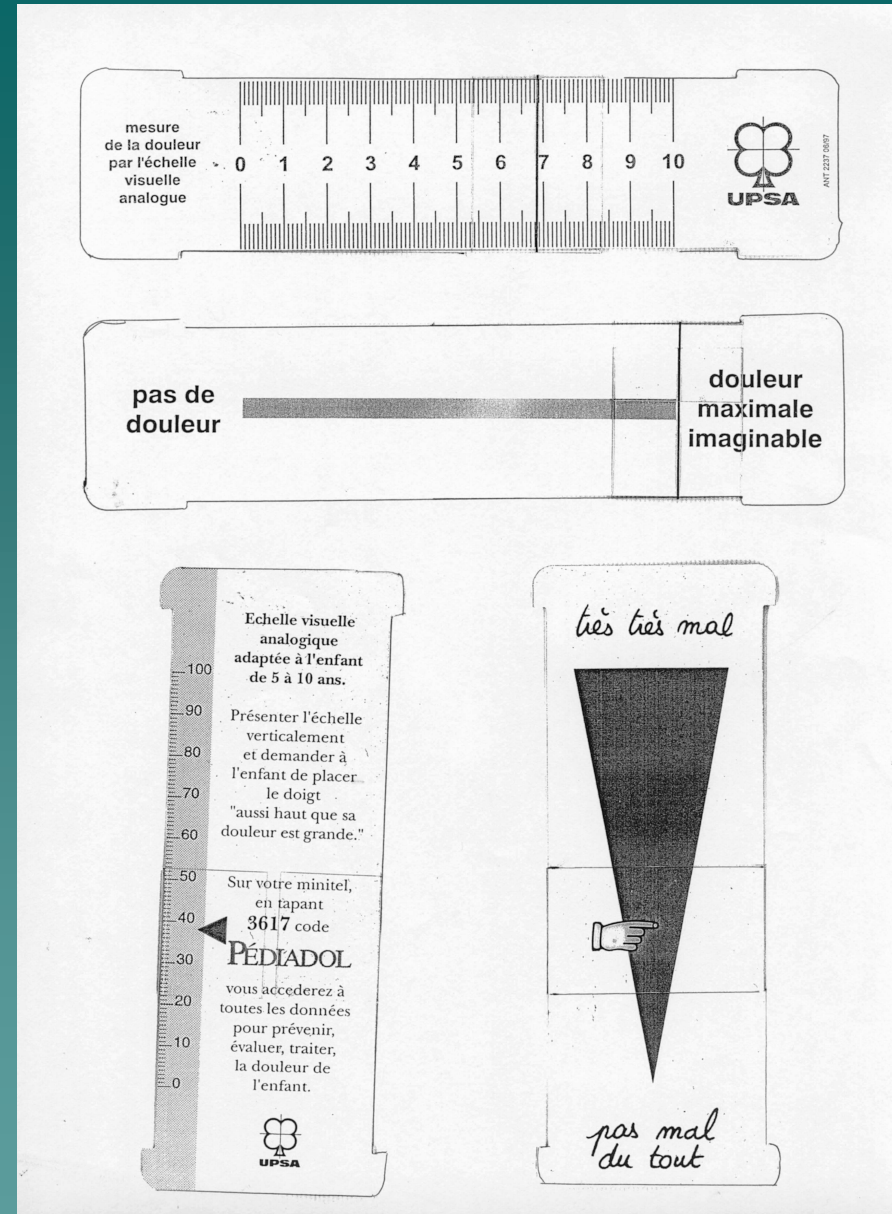 mesure
de la douleur
par l'échelle
visuelle
analogue
0 1 2 3 4 5 6 7 8 9 10
UPSA
ANT 2237 06/97
pas de
douleur
douleur
maximale
imaginable
100
90
80
70
60
50
40
30
20
10
0
Echelle visuelle
analogique
adaptée à l'enfant
de 5 à 10 ans.
Présenter l'échelle
verticalement
et demander à
l'enfant de placer
le doigt
"aussi haut que sa
douleur est grande."
Sur votre minitel,
en tapant
3617 code
PÉDIADOL
vous accederez à
toutes les données
pour prévenir,
évaluer, traiter,
la douleur de
l'enfant.
UPSA
très très mal
pas mal
du tout